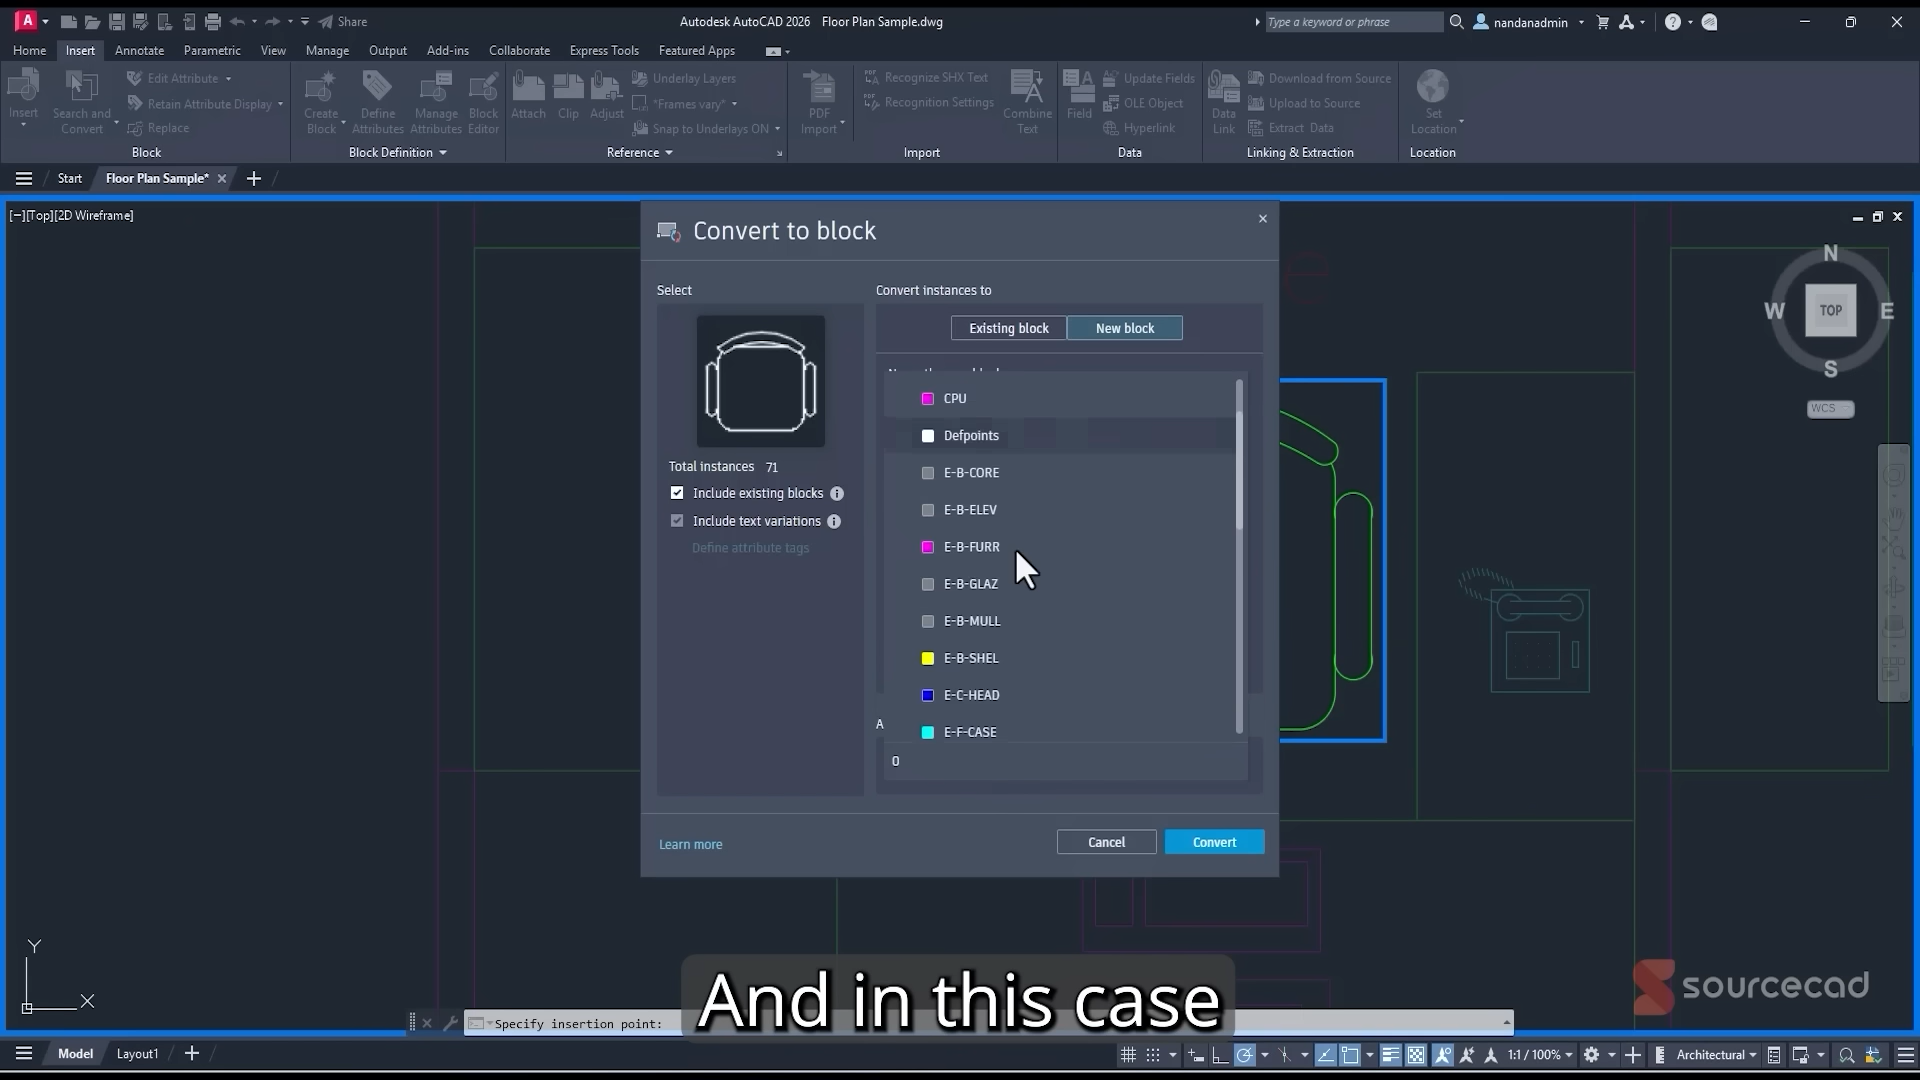 A
Share
Autodesk AutoCAD 2026 Floor Plan Sample.dwg
Type a keyword or phrase
nandanadmin
Home Insert Annotate Parametric View Manage Output Add-ins Collaborate Express Tools Featured Apps
Insert
Search and Convert
Edit Attribute
Retain Attribute Display
Replace
Block
Create Block
Define Attributes
Manage Attributes
Block Editor
Block Definition
Attach
Clip
Adjust
Underlay Layers
*Frames vary*
Snap to Underlays ON
Reference
PDF Import
Recognize SHX Text
Recognition Settings
Combine Text
Import
Field
Update Fields
OLE Object
Hyperlink
Data
Data Link
Download from Source
Upload to Source
Extract Data
Linking & Extraction
Set Location
Location
Start
Floor Plan Sample*
[−][Top][2D Wireframe]
N
W TOP E
S
WCS
Convert to block
Select
Convert instances to
Existing block New block
Total instances 71
Include existing blocks
Include text variations
Define attribute tags
CPU
Defpoints
E-B-CORE
E-B-ELEV
E-B-FURR
E-B-GLAZ
E-B-MULL
E-B-SHEL
E-C-HEAD
E-F-CASE
A
0
Learn more
Cancel
Convert
Y
X
And in this case
sourcecad
Specify insertion point:
Model Layout1
1:1 / 100%
Architectural